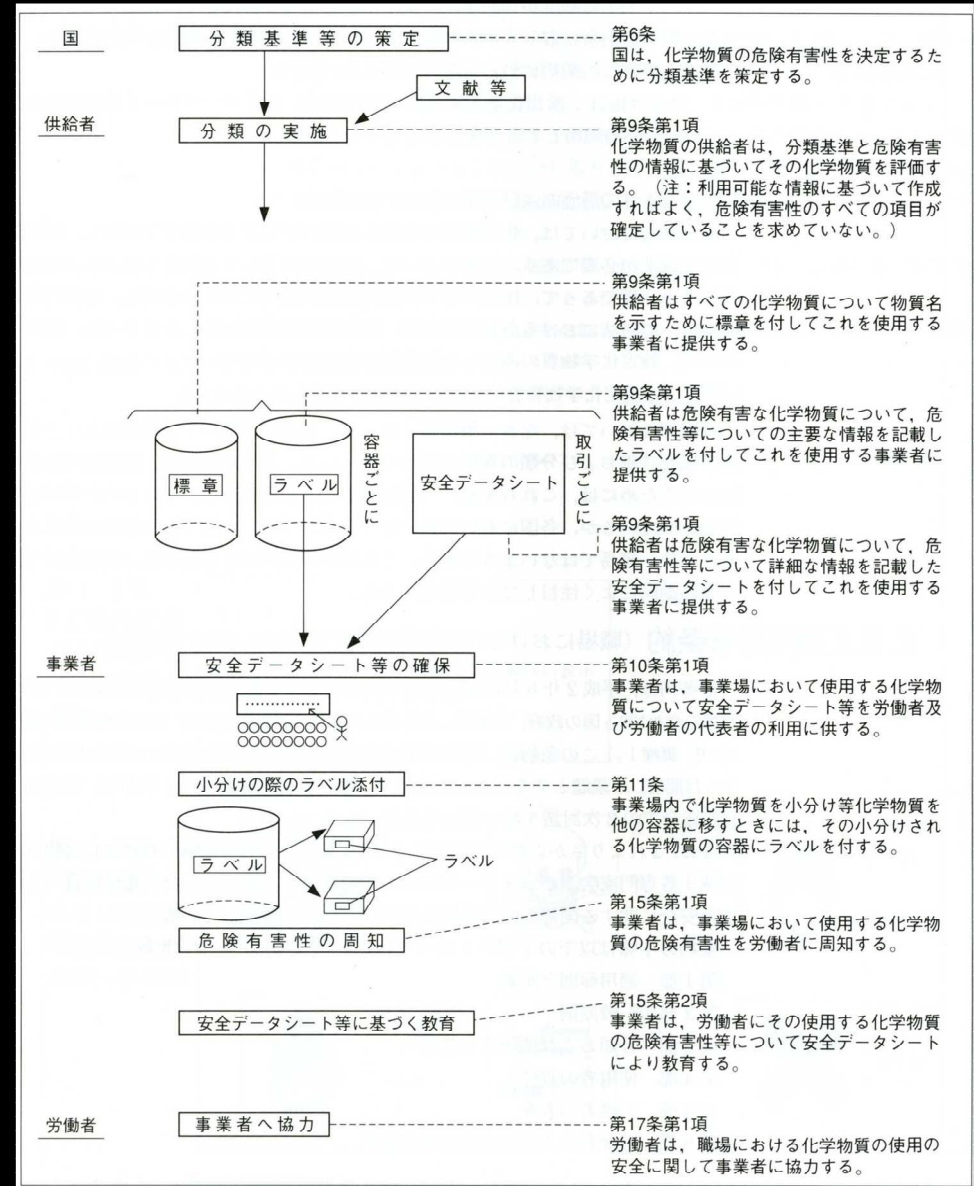 国
分類基準等の策定
第6条
国は，化学物質の危険有害性を決定するた
めに分類基準を策定する。
文献等
供給者
分類の実施
第9条第1項
化学物質の供給者は，分類基準と危険有害
性の情報に基づいてその化学物質を評価す
る。（注：利用可能な情報に基づいて作成
すればよく，危険有害性のすべての項目が
確定していることを求めていない。）
第9条第1項
供給者はすべての化学物質について物質名
を示すために標章を付してこれを使用する
事業者に提供する。
第9条第1項
供給者は危険有害な化学物質について，危
険有害性等についての主要な情報を記載し
たラベルを付してこれを使用する事業者に
提供する。
標章
ラベル
容器ごとに
安全データシート
取引ごとに
第9条第1項
供給者は危険有害な化学物質について，危
険有害性等について詳細な情報を記載した
安全データシートを付してこれを使用する
事業者に提供する。
事業者
安全データシート等の確保
第10条第1項
事業者は，事業場において使用する化学物
質について安全データシート等を労働者及
び労働者の代表者の利用に供する。
小分けの際のラベル添付
第11条
事業場内で化学物質を小分け等化学物質を
他の容器に移すときには，その小分けされ
る化学物質の容器にラベルを付する。
ラベル
ラベル
危険有害性の周知
第15条第1項
事業者は，事業場において使用する化学物
質の危険有害性を労働者に周知する。
安全データシート等に基づく教育
第15条第2項
事業者は，労働者にその使用する化学物質
の危険有害性等について安全データシート
により教育する。
労働者
事業者へ協力
第17条第1項
労働者は，職場における化学物質の使用の
安全に関して事業者に協力する。